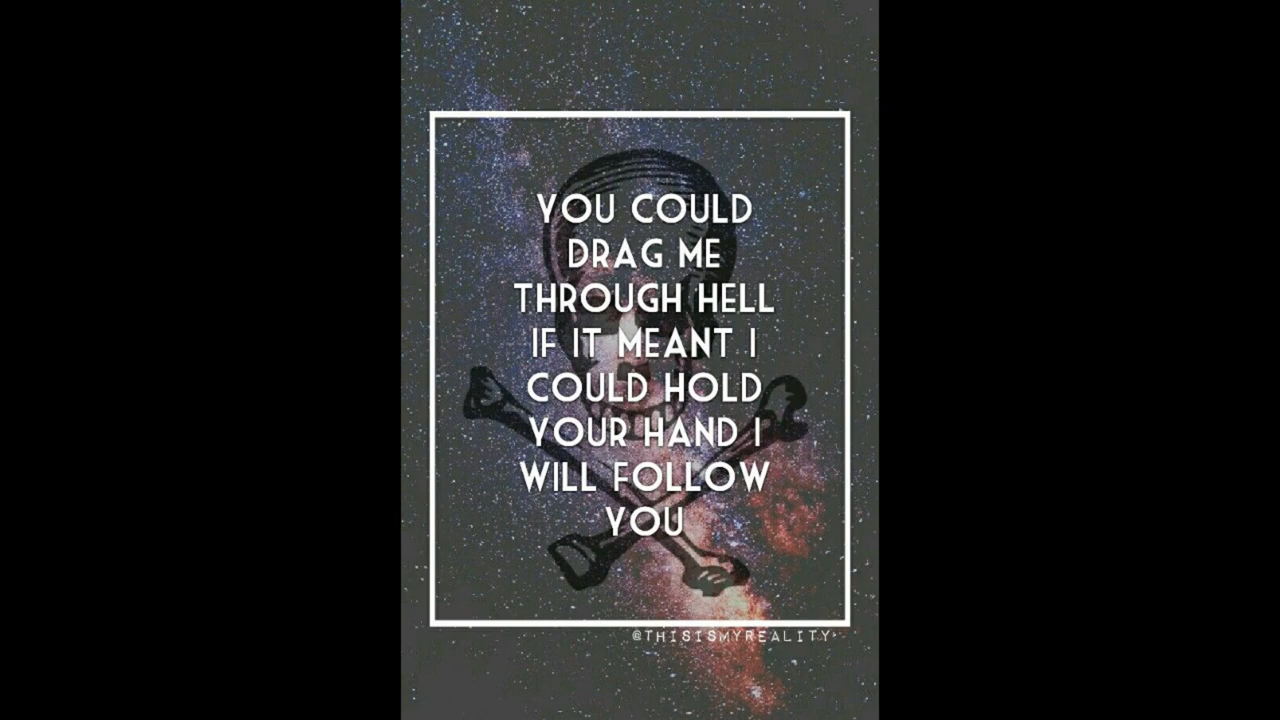 YOU COULD
DRAG ME
THROUGH HELL
IF IT MEANT I
COULD HOLD
YOUR HAND I
WILL FOLLOW
YOU
@THISISMYREALITY